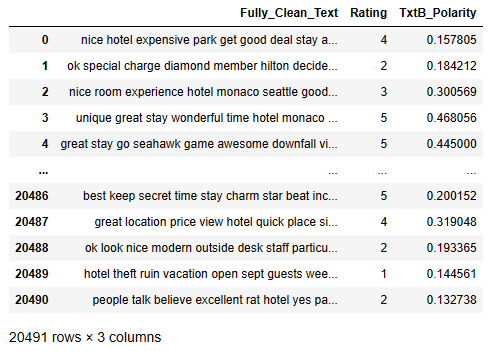 Fully_Clean_Text Rating TxtB_Polarity
0 nice hotel expensive park get good deal stay a... 4 0.157805
1 ok special charge diamond member hilton decide... 2 0.184212
2 nice room experience hotel monaco seattle good... 3 0.300569
3 unique great stay wonderful time hotel monaco ... 5 0.468056
4 great stay go seahawk game awesome downfall vi... 5 0.445000
... ... ... ...
20486 best keep secret time stay charm star beat inc... 5 0.200152
20487 great location price view hotel quick place si... 4 0.319048
20488 ok look nice modern outside desk staff particu... 2 0.193365
20489 hotel theft ruin vacation open sept guests wee... 1 0.144561
20490 people talk believe excellent rat hotel yes pa... 2 0.132738
20491 rows × 3 columns